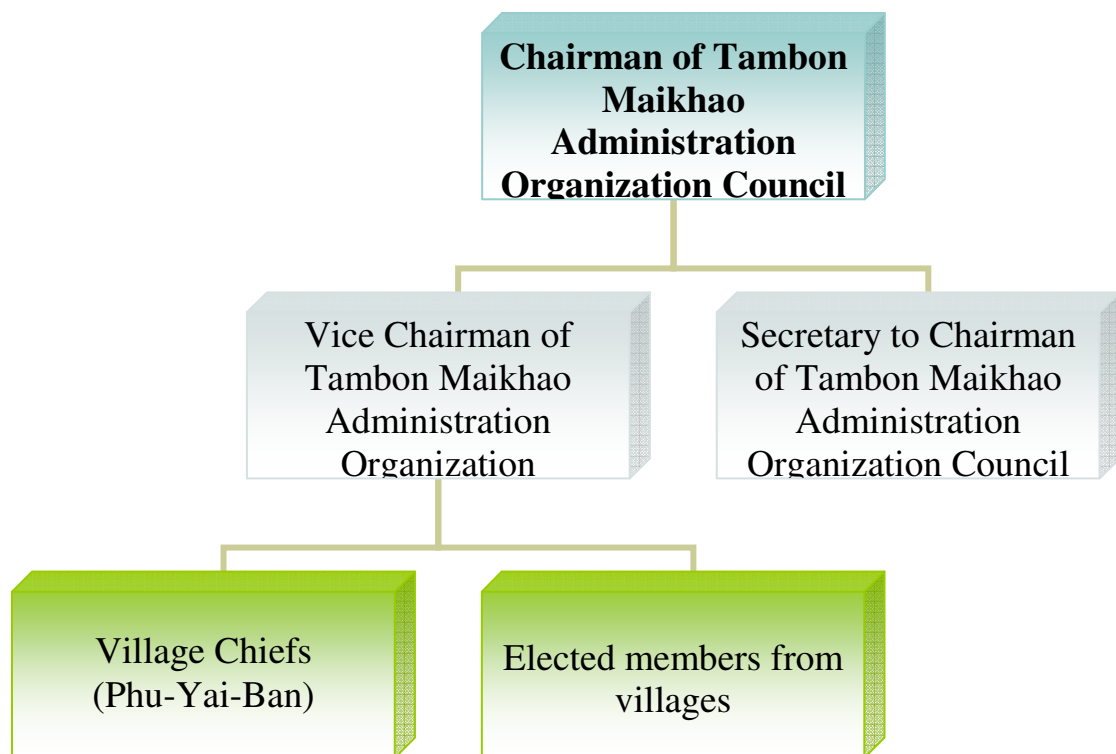 Chairman of Tambon
Maikhao
Administration
Organization Council
Vice Chairman of
Tambon Maikhao
Administration
Organization
Secretary to Chairman
of Tambon Maikhao
Administration
Organization Council
Village Chiefs
(Phu-Yai-Ban)
Elected members from
villages